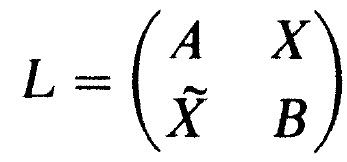 L = ( A X
X̃ B )